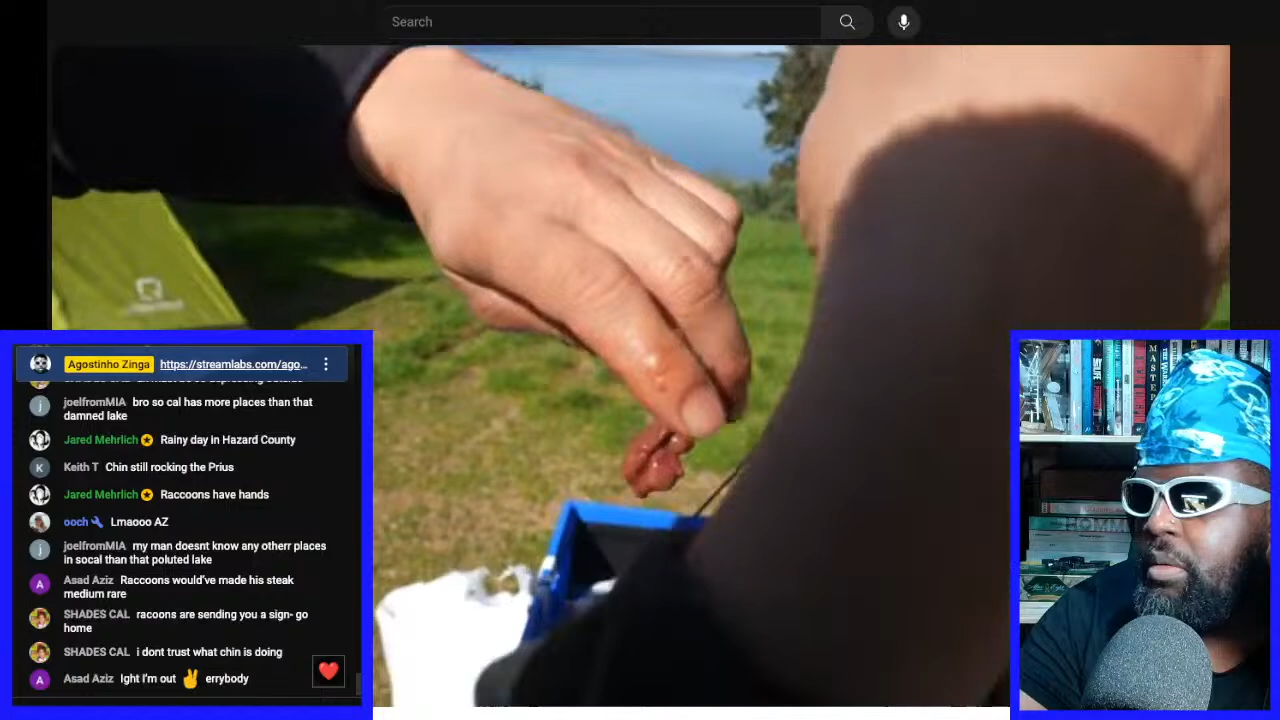 Search
Agostinho Zinga https://streamlabs.com/ago...
joelfromMIA bro so cal has more places than that
damned lake
Jared Mehrlich Rainy day in Hazard County
Keith T Chin still rocking the Prius
Jared Mehrlich Raccoons have hands
ooch Lmaooo AZ
joelfromMIA my man doesnt know any otherr places
in socal than that poluted lake
Asad Aziz Raccoons would've made his steak
medium rare
SHADES CAL racoons are sending you a sign- go
home
SHADES CAL i dont trust what chin is doing
Asad Aziz Ight I'm out ✌ errybody